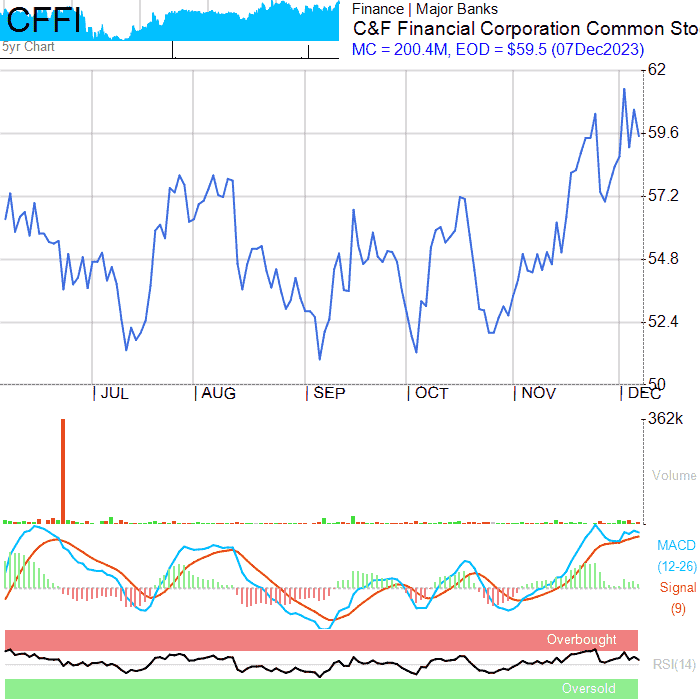 CFFI
5yr Chart
Finance | Major Banks
C&F Financial Corporation Common Sto
MC = 200.4M, EOD = $59.5 (07Dec2023)
62
59.6
57.2
54.8
52.4
50
JUL AUG SEP OCT NOV DEC
362k
Volume
MACD
(12-26)
Signal
(9)
Overbought
RSI(14)
Oversold